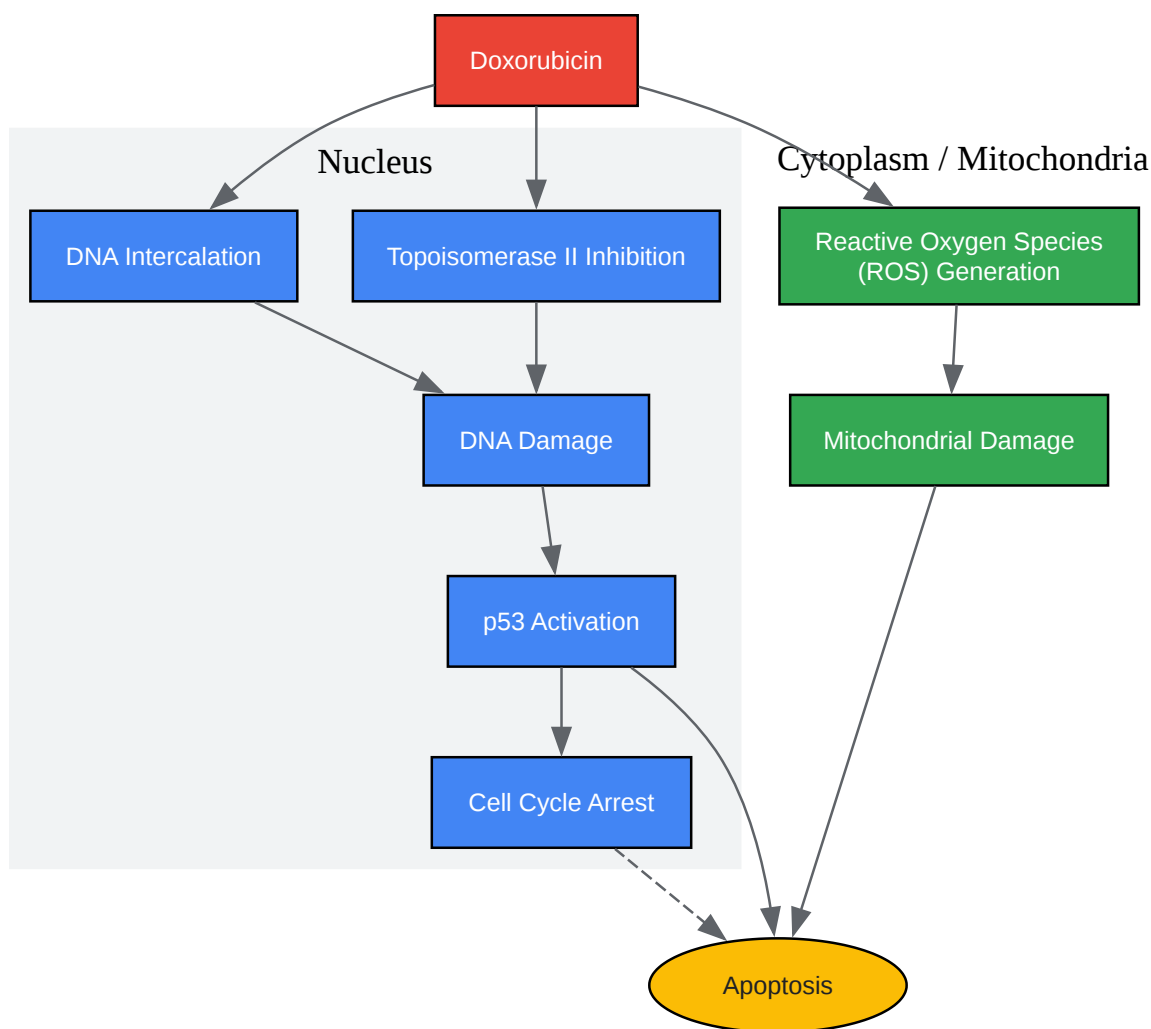 Doxorubicin
Nucleus
Cytoplasm / Mitochondria
DNA Intercalation
Topoisomerase II Inhibition
Reactive Oxygen Species
(ROS) Generation
DNA Damage
Mitochondrial Damage
p53 Activation
Cell Cycle Arrest
Apoptosis